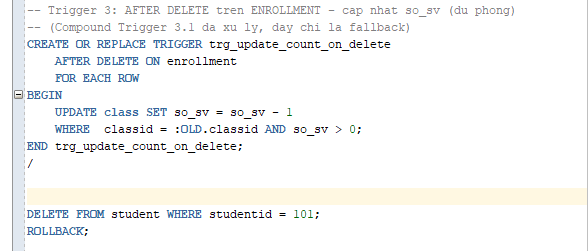 -- Trigger 3: AFTER DELETE tren ENROLLMENT - cap nhat so_sv (du phong)
-- (Compound Trigger 3.1 da xu ly, day chi la fallback)
CREATE OR REPLACE TRIGGER trg_update_count_on_delete
    AFTER DELETE ON enrollment
    FOR EACH ROW
BEGIN
    UPDATE class SET so_sv = so_sv - 1
    WHERE  classid = :OLD.classid AND so_sv > 0;
END trg_update_count_on_delete;
/
DELETE FROM student WHERE studentid = 101;
ROLLBACK;